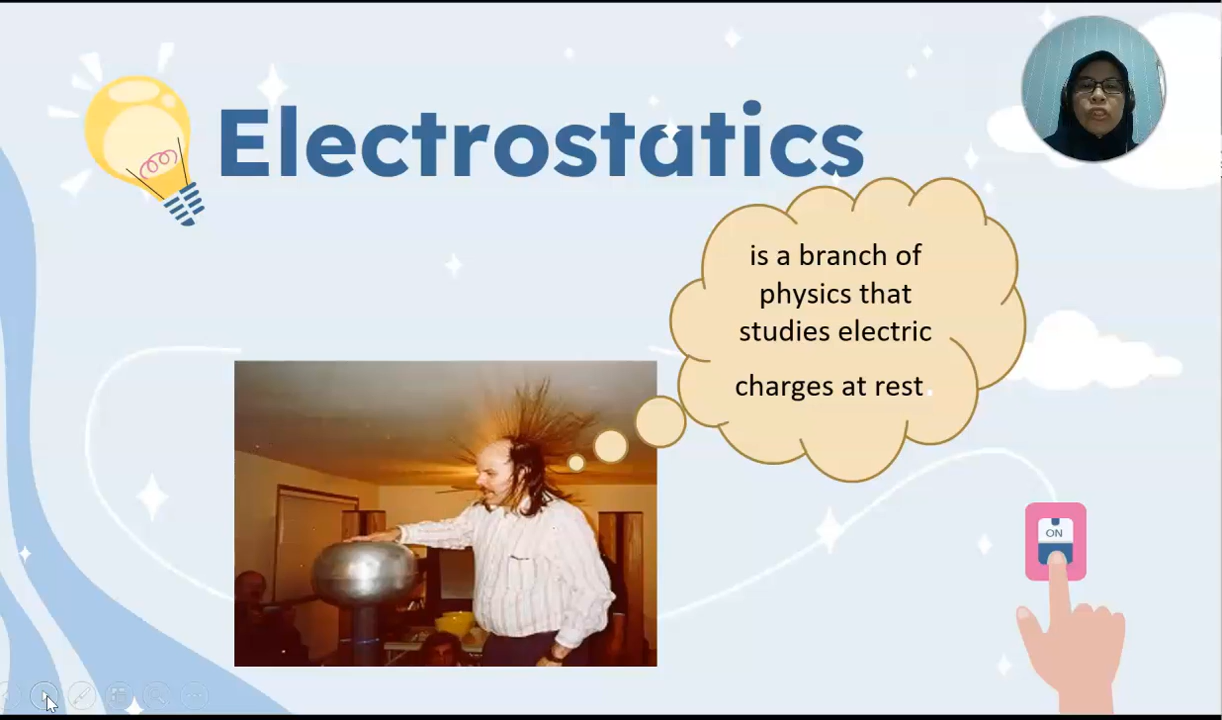 Electrostatics
is a branch of
physics that
studies electric
charges at rest.
ON